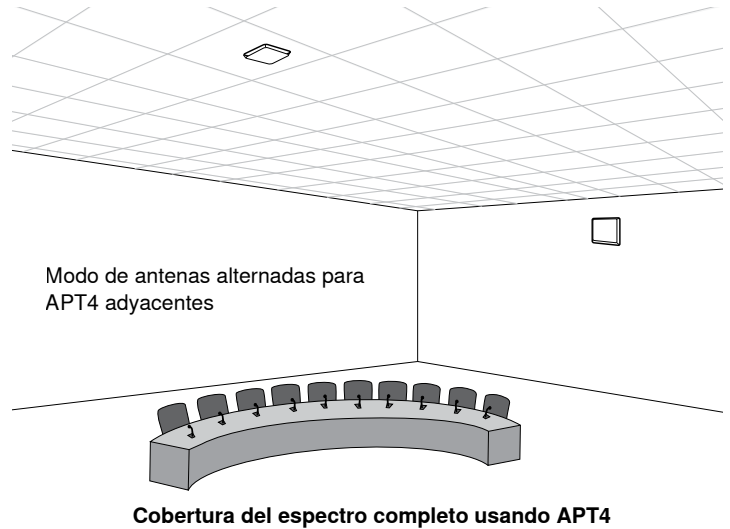 Modo de antenas alternadas para
APT4 adyacentes
Cobertura del espectro completo usando APT4